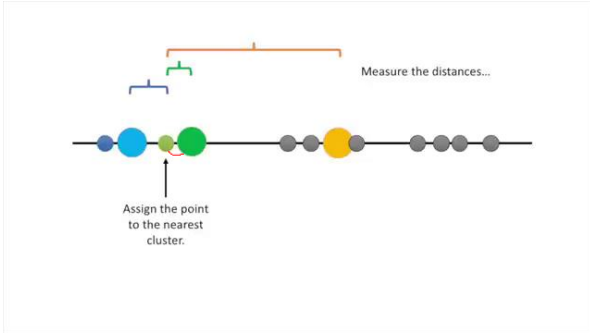 Measure the distances...
Assign the point
to the nearest
cluster.